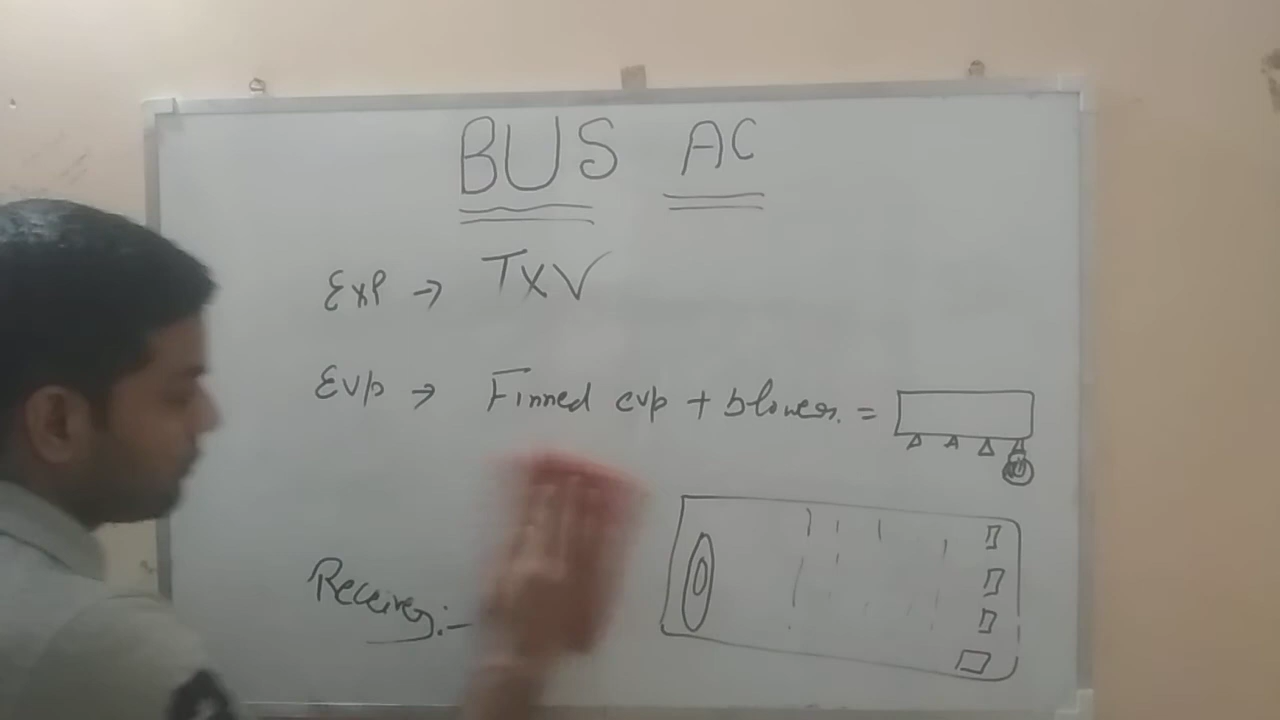 BUS AC
Exp → TXV
Evp → Finned evp + blower. =
Receiver:-